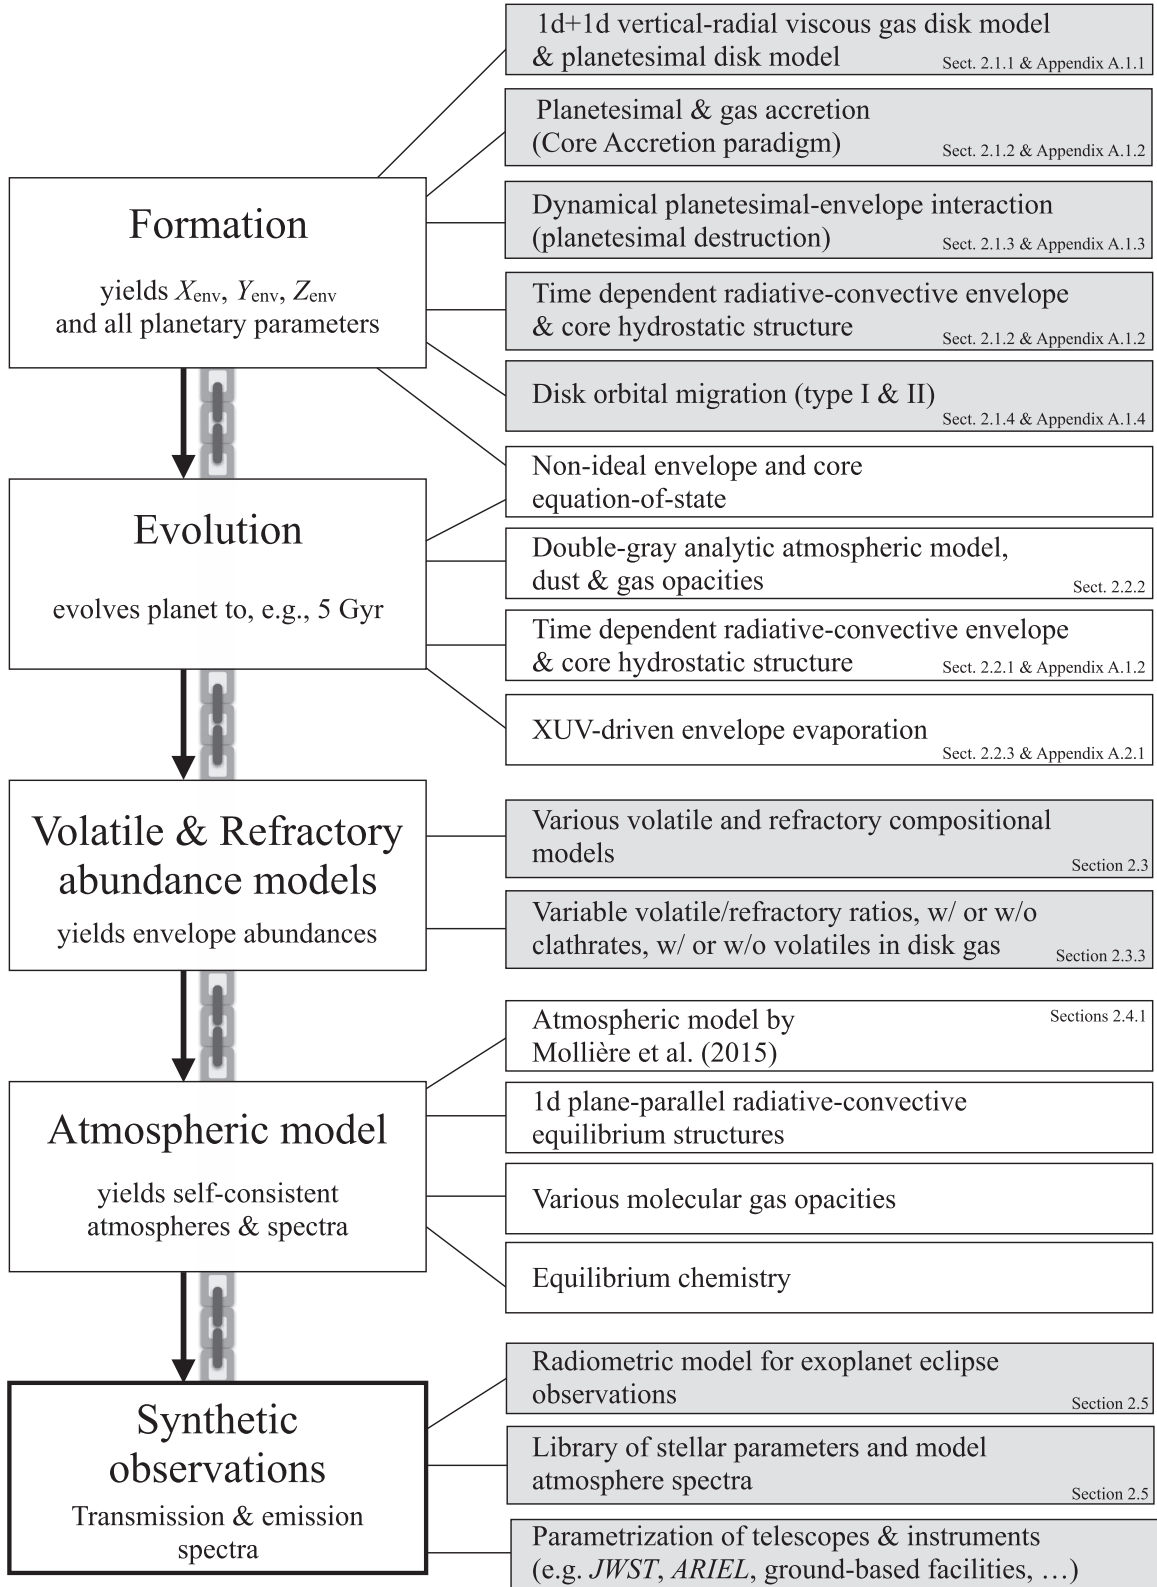 Formation
yields Xenv, Yenv, Zenv
and all planetary parameters
1d+1d vertical-radial viscous gas disk model
& planetesimal disk model
Sect. 2.1.1 & Appendix A.1.1
Planetesimal & gas accretion
(Core Accretion paradigm)
Sect. 2.1.2 & Appendix A.1.2
Dynamical planetesimal-envelope interaction
(planetesimal destruction)
Sect. 2.1.3 & Appendix A.1.3
Time dependent radiative-convective envelope
& core hydrostatic structure
Sect. 2.1.2 & Appendix A.1.2
Disk orbital migration (type I & II)
Sect. 2.1.4 & Appendix A.1.4
Non-ideal envelope and core
equation-of-state
Evolution
evolves planet to, e.g., 5 Gyr
Double-gray analytic atmospheric model,
dust & gas opacities
Sect. 2.2.2
Time dependent radiative-convective envelope
& core hydrostatic structure
Sect. 2.2.1 & Appendix A.1.2
XUV-driven envelope evaporation
Sect. 2.2.3 & Appendix A.2.1
Volatile & Refractory
abundance models
yields envelope abundances
Various volatile and refractory compositional
models
Section 2.3
Variable volatile/refractory ratios, w/ or w/o
clathrates, w/ or w/o volatiles in disk gas
Section 2.3.3
Atmospheric model
yields self-consistent
atmospheres & spectra
Atmospheric model by
Mollière et al. (2015)
Sections 2.4.1
1d plane-parallel radiative-convective
equilibrium structures
Various molecular gas opacities
Equilibrium chemistry
Synthetic
observations
Transmission & emission
spectra
Radiometric model for exoplanet eclipse
observations
Section 2.5
Library of stellar parameters and model
atmosphere spectra
Section 2.5
Parametrization of telescopes & instruments
(e.g. JWST, ARIEL, ground-based facilities, …)